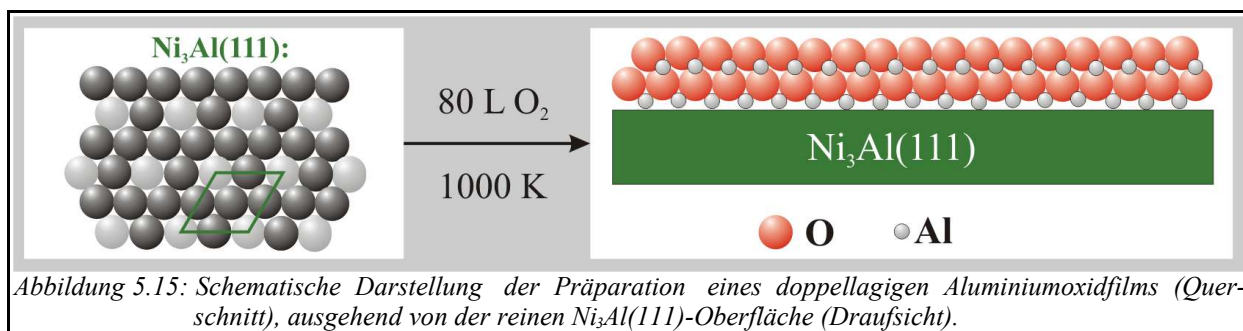 Ni₃Al(111):
80 L O₂
1000 K
Ni₃Al(111)
O
Al
Abbildung 5.15: Schematische Darstellung der Präparation eines doppellagigen Aluminiumoxidfilms (Quer-
schnitt), ausgehend von der reinen Ni₃Al(111)-Oberfläche (Draufsicht).